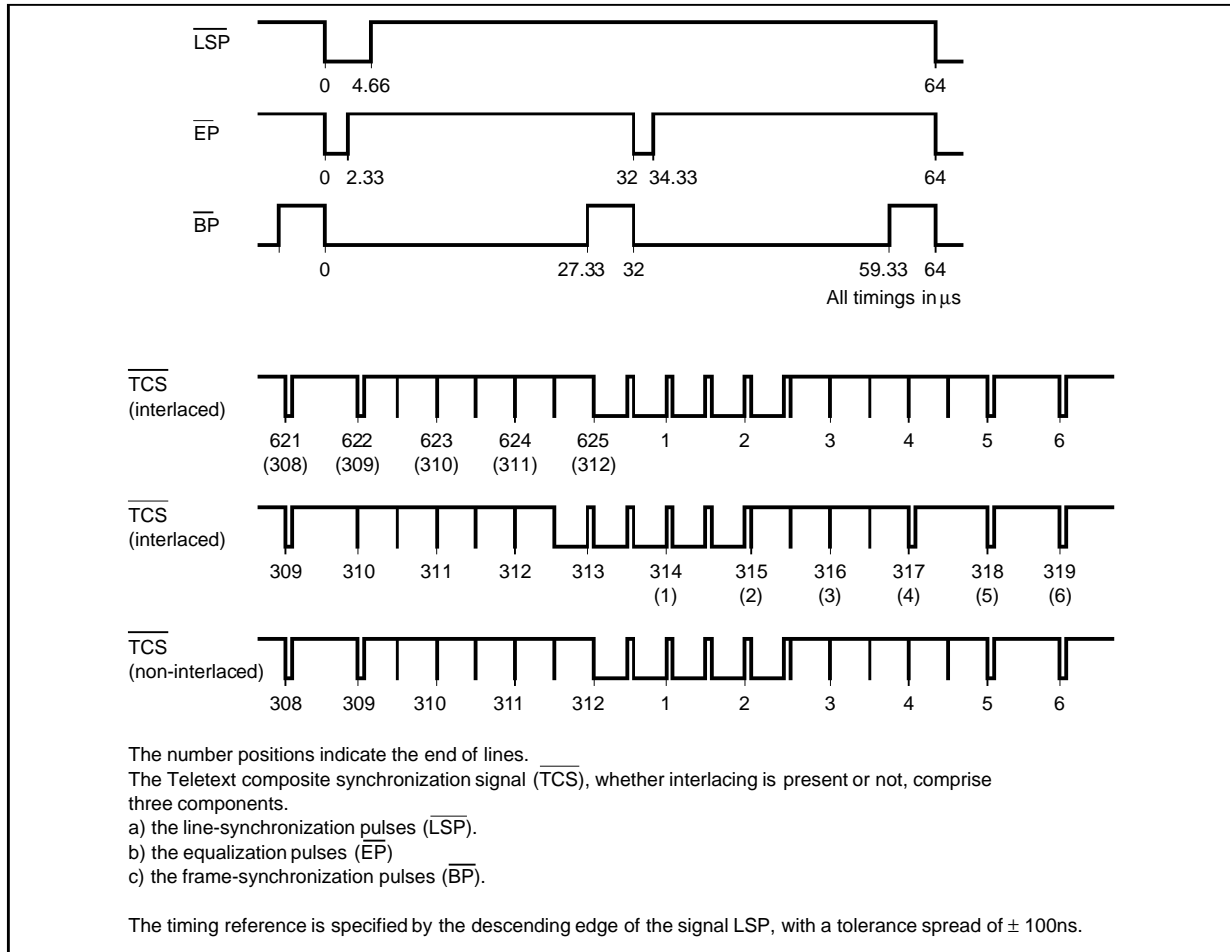 LSP
0 4.66 64
EP
0 2.33 32 34.33 64
BP
0 27.33 32 59.33 64
All timings in µs
TCS
(interlaced)
621 622 623 624 625 1 2 3 4 5 6
(308) (309) (310) (311) (312)
TCS
(interlaced)
309 310 311 312 313 314 315 316 317 318 319
(1) (2) (3) (4) (5) (6)
TCS
(non-interlaced)
308 309 310 311 312 1 2 3 4 5 6
The number positions indicate the end of lines.
The Teletext composite synchronization signal (TCS), whether interlacing is present or not, comprise
three components.
a) the line-synchronization pulses (LSP).
b) the equalization pulses (EP)
c) the frame-synchronization pulses (BP).
The timing reference is specified by the descending edge of the signal LSP, with a tolerance spread of ± 100ns.